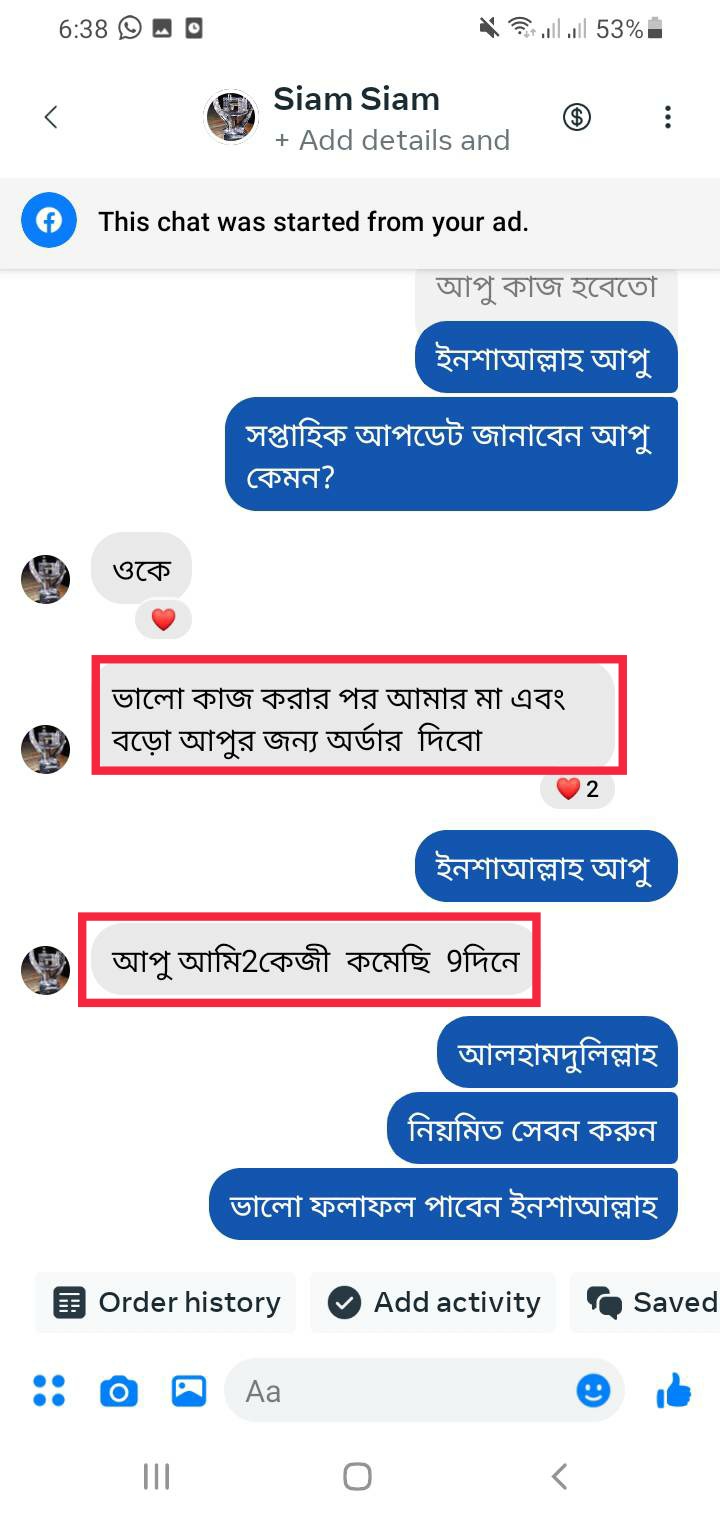 6:38
53%
Siam Siam
+ Add details and
This chat was started from your ad.
আপু কাজ হবেতো
ইনশাআল্লাহ আপু
সপ্তাহিক আপডেট জানাবেন আপু
কেমন?
ওকে
ভালো কাজ করার পর আমার মা এবং
বড়ো আপুর জন্য অর্ডার দিবো
2
ইনশাআল্লাহ আপু
আপু আমি2কেজী কমেছি 9দিনে
আলহামদুলিল্লাহ
নিয়মিত সেবন করুন
ভালো ফলাফল পাবেন ইনশাআল্লাহ
Order history
Add activity
Saved
Aa